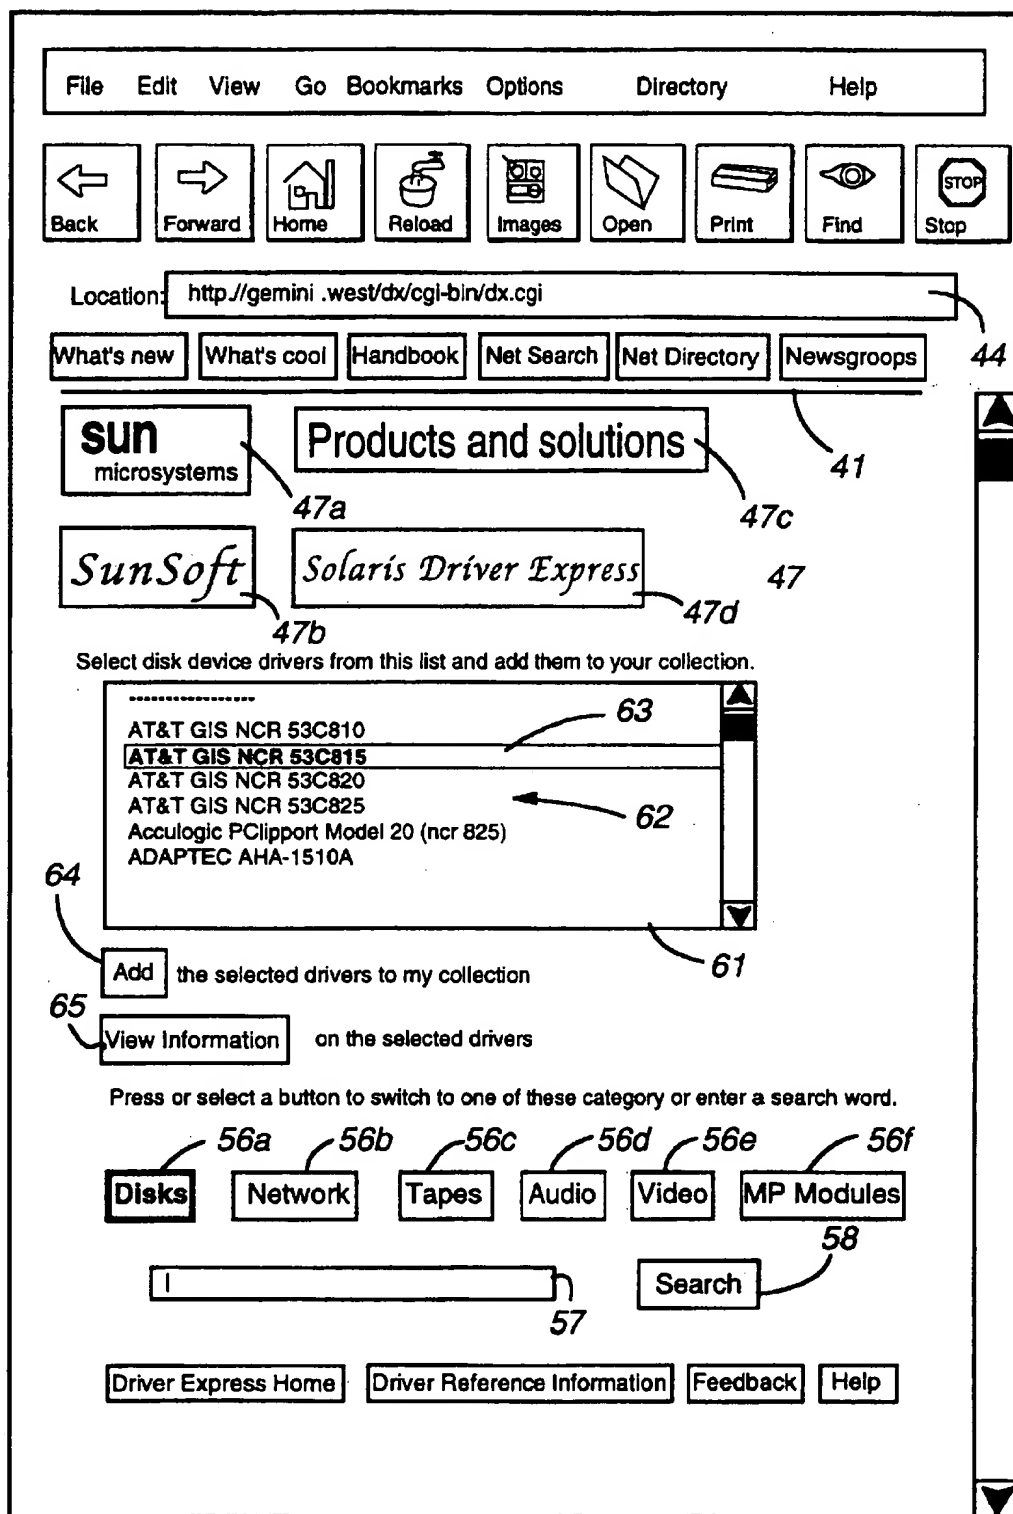 File Edit View Go Bookmarks Options Directory Help
Back Forward Home Reload Images Open Print Find Stop
STOP
Location: http://gemini .west/dx/cgi-bin/dx.cgi
44
What's new What's cool Handbook Net Search Net Directory Newsgroops
41
sun
microsystems
47a
Products and solutions
47c
SunSoft
47b
Solaris Driver Express
47d
47
Select disk device drivers from this list and add them to your collection.
------------------
AT&T GIS NCR 53C810
63
AT&T GIS NCR 53C815
AT&T GIS NCR 53C820
AT&T GIS NCR 53C825
62
Acculogic PClipport Model 20 (ncr 825)
ADAPTEC AHA-1510A
64
61
Add the selected drivers to my collection
65
View Information on the selected drivers
Press or select a button to switch to one of these category or enter a search word.
56a 56b 56c 56d 56e 56f
Disks Network Tapes Audio Video MP Modules
58
Search
57
Driver Express Home Driver Reference Information Feedback Help